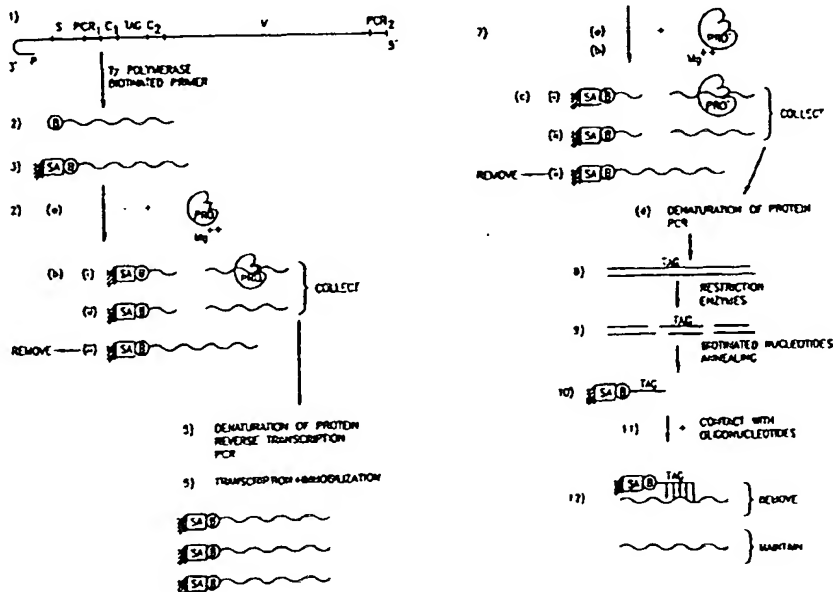 1)
S PCR1 C1 TAG C2 V PCR2
3' P 5'
T7 POLYMERASE
BIOTINATED PRIMER
2) B
3) SA B
2) (a) + PRO
Mg++
(b) (i) SA B PRO
COLLECT
(ii) SA B
REMOVE SA B
5) DENATURATION OF PROTEIN
REVERSE TRANSCRIPTION
PCR
5) TRANSCRIPTION + IMMOBILIZATION
SA B
SA B
SA B
7) (a) + PRO
(b) Mg++
(c) (i) SA B PRO
COLLECT
(ii) SA B
REMOVE SA B
(d) DENATURATION OF PROTEIN
PCR
8) TAG
RESTRICTION
ENZYMES
9) TAG
BIOTINATED NUCLEOTIDES
ANNEALING
10) SA B TAG
11) + CONTACT WITH
OLIGONUCLEOTIDES
12) SA B TAG
REMOVE
MAINTAIN